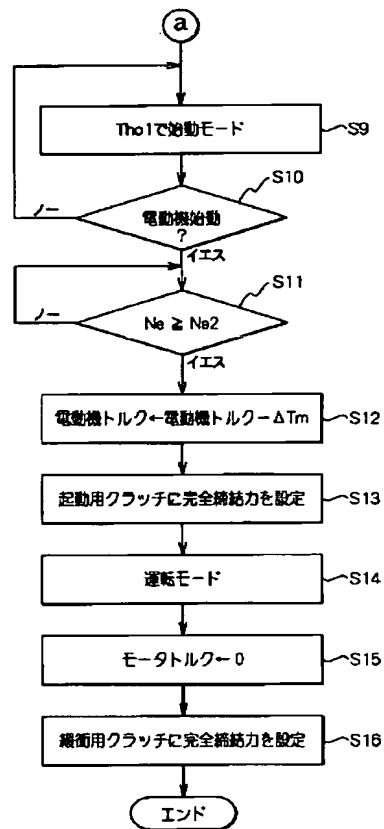 a
Tho1で始動モード
S9
S10
電動機始動
?
ノー
イエス
S11
Ne ≧ Ne2
ノー
イエス
電動機トルク←電動機トルク−ΔTm
S12
起動用クラッチに完全締結力を設定
S13
運転モード
S14
モータトルク←0
S15
緩衝用クラッチに完全締結力を設定
S16
エンド